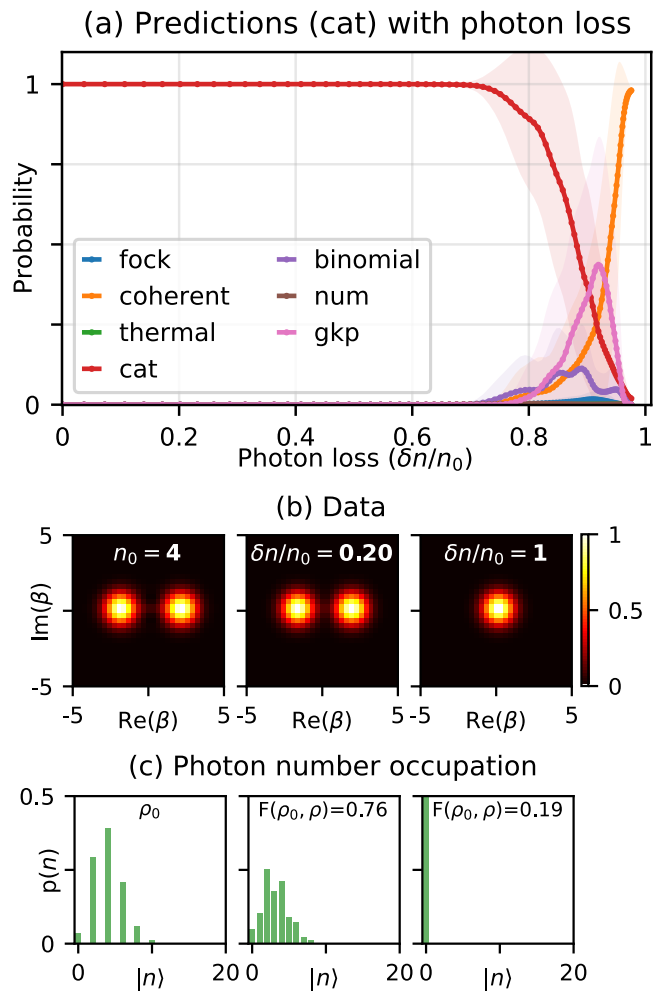 (a) Predictions (cat) with photon loss
Probability
1
0
fock
coherent
thermal
cat
binomial
num
gkp
0 0.2 0.4 0.6 0.8 1
Photon loss (δn/n₀)
(b) Data
Im(β)
5
-5
n₀ = 4
δn/n₀ = 0.20
δn/n₀ = 1
1
0.5
0
-5 5 -5 5 -5 5
Re(β) Re(β) Re(β)
(c) Photon number occupation
p(n)
0.5
0
ρ₀
F(ρ₀, ρ)=0.76
F(ρ₀, ρ)=0.19
0 20 0 20 0 20
|n⟩ |n⟩ |n⟩